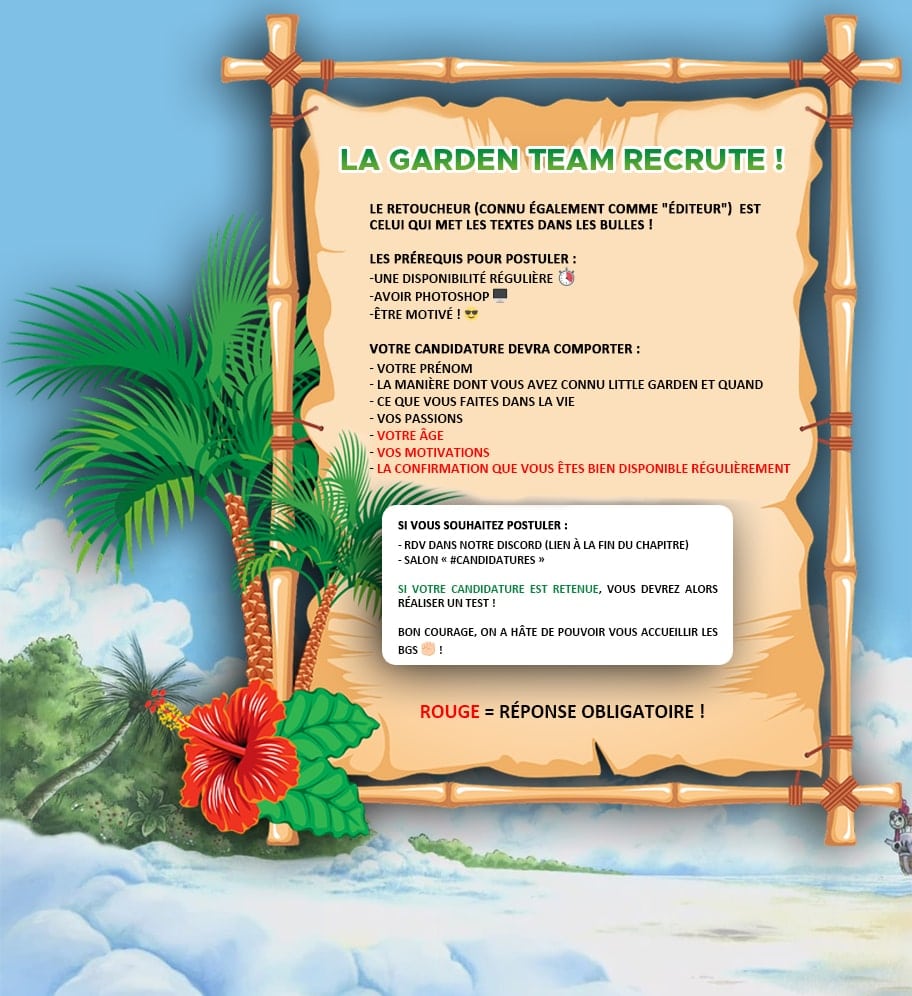 LA GARDEN TEAM RECRUTE !
LE RETOUCHEUR (CONNU ÉGALEMENT COMME "ÉDITEUR") EST
CELUI QUI MET LES TEXTES DANS LES BULLES !
LES PRÉREQUIS POUR POSTULER :
-UNE DISPONIBILITÉ RÉGULIÈRE
-AVOIR PHOTOSHOP
-ÊTRE MOTIVÉ ! 😎
VOTRE CANDIDATURE DEVRA COMPORTER :
- VOTRE PRÉNOM
- LA MANIÈRE DONT VOUS AVEZ CONNU LITTLE GARDEN ET QUAND
- CE QUE VOUS FAITES DANS LA VIE
- VOS PASSIONS
- VOTRE ÂGE
- VOS MOTIVATIONS
- LA CONFIRMATION QUE VOUS ÊTES BIEN DISPONIBLE RÉGULIÈREMENT
SI VOUS SOUHAITEZ POSTULER :
- RDV DANS NOTRE DISCORD (LIEN À LA FIN DU CHAPITRE)
- SALON « #CANDIDATURES »
SI VOTRE CANDIDATURE EST RETENUE, VOUS DEVREZ ALORS
RÉALISER UN TEST !
BON COURAGE, ON A HÂTE DE POUVOIR VOUS ACCUEILLIR LES
BGS ✊🏻 !
ROUGE = RÉPONSE OBLIGATOIRE !